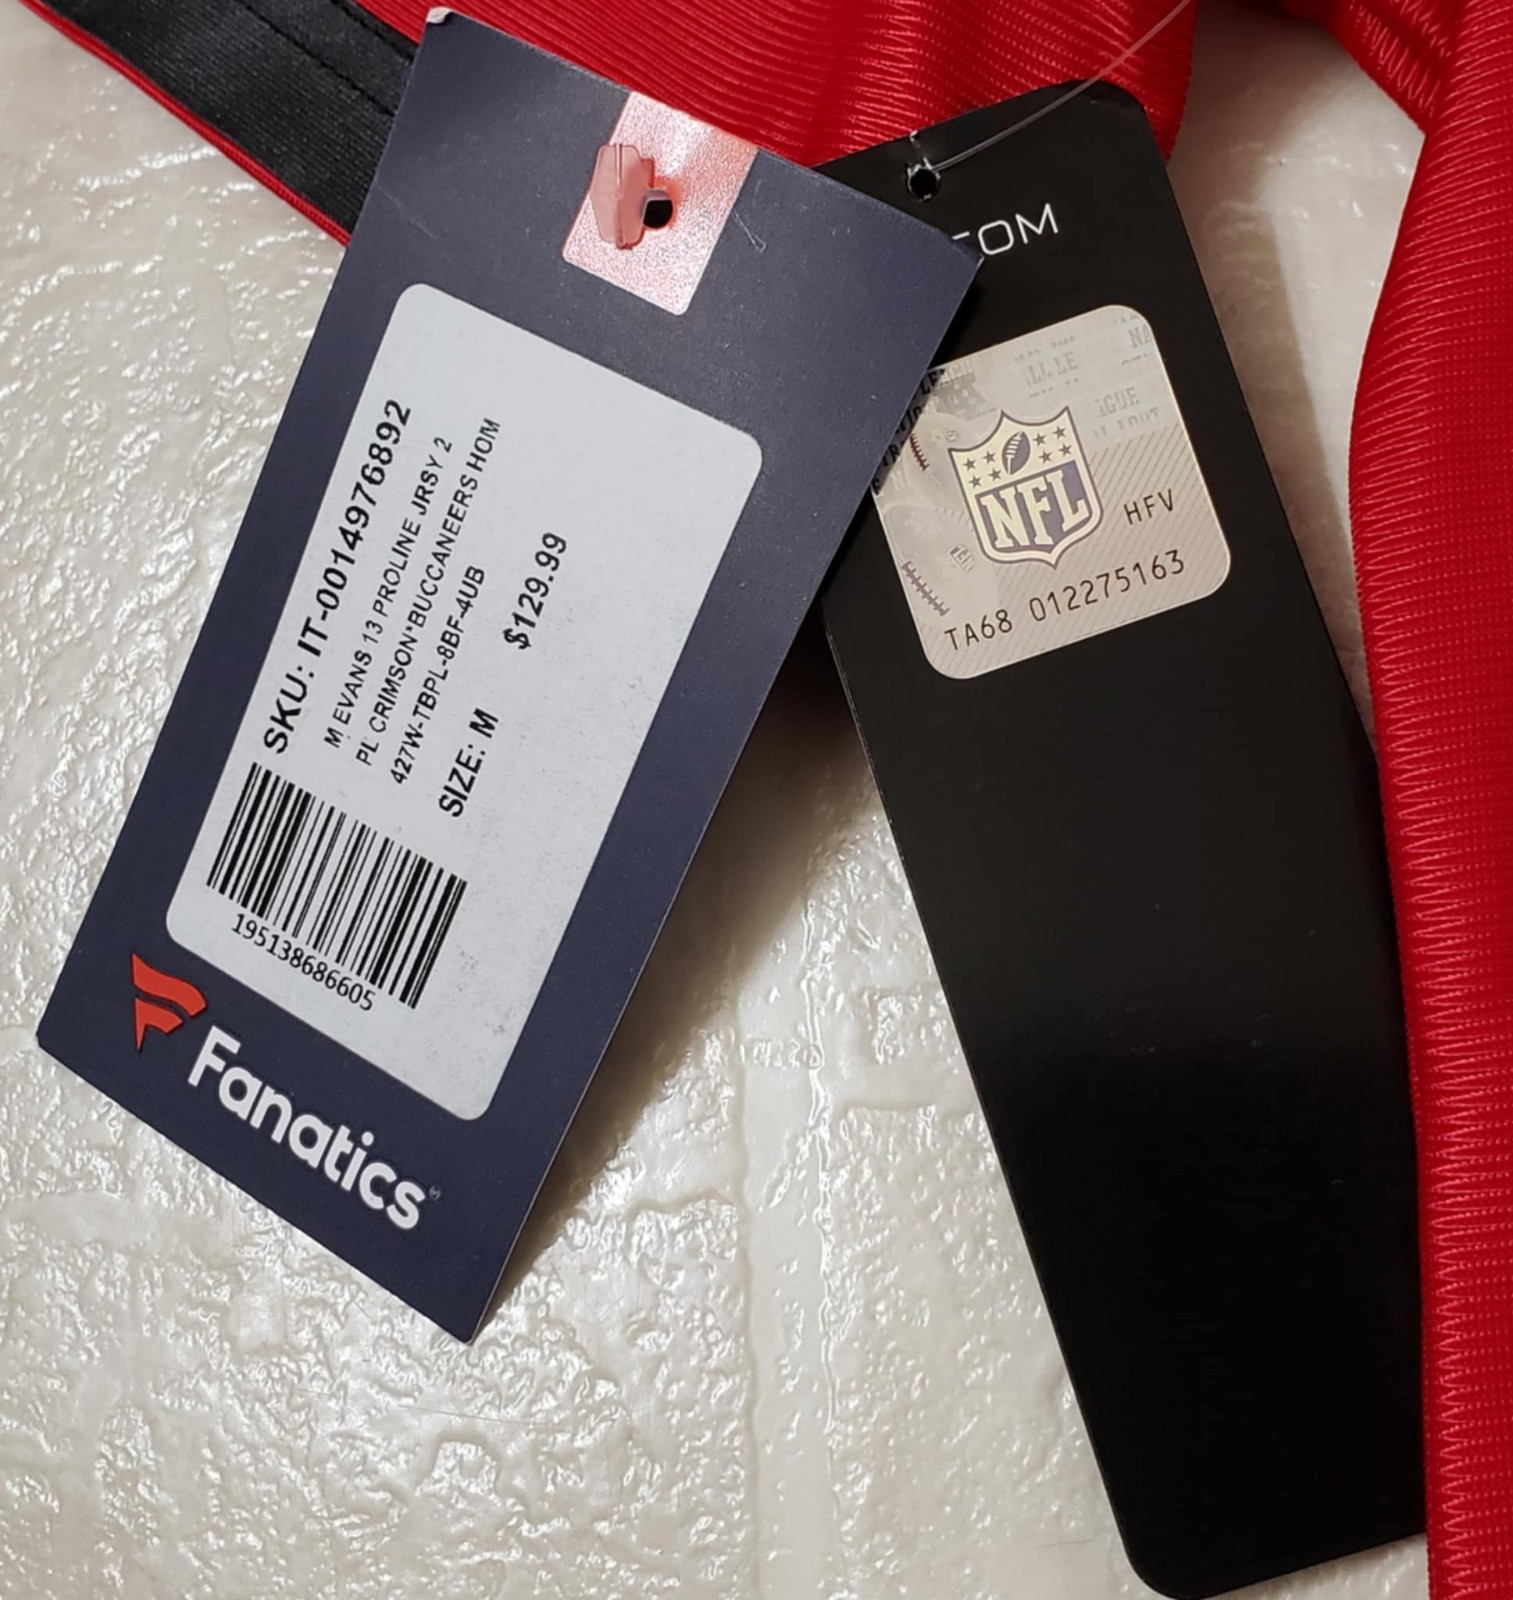 SKU: IT-0014976892
M EVANS 13 PROLINE JRSY 2
PL CRIMSON*BUCCANEERS HOM
427W-TBPL-8BF-4UB
SIZE: M
$129.99
195138686605
Fanatics
COM
NFL
HFV
TA68 012275163